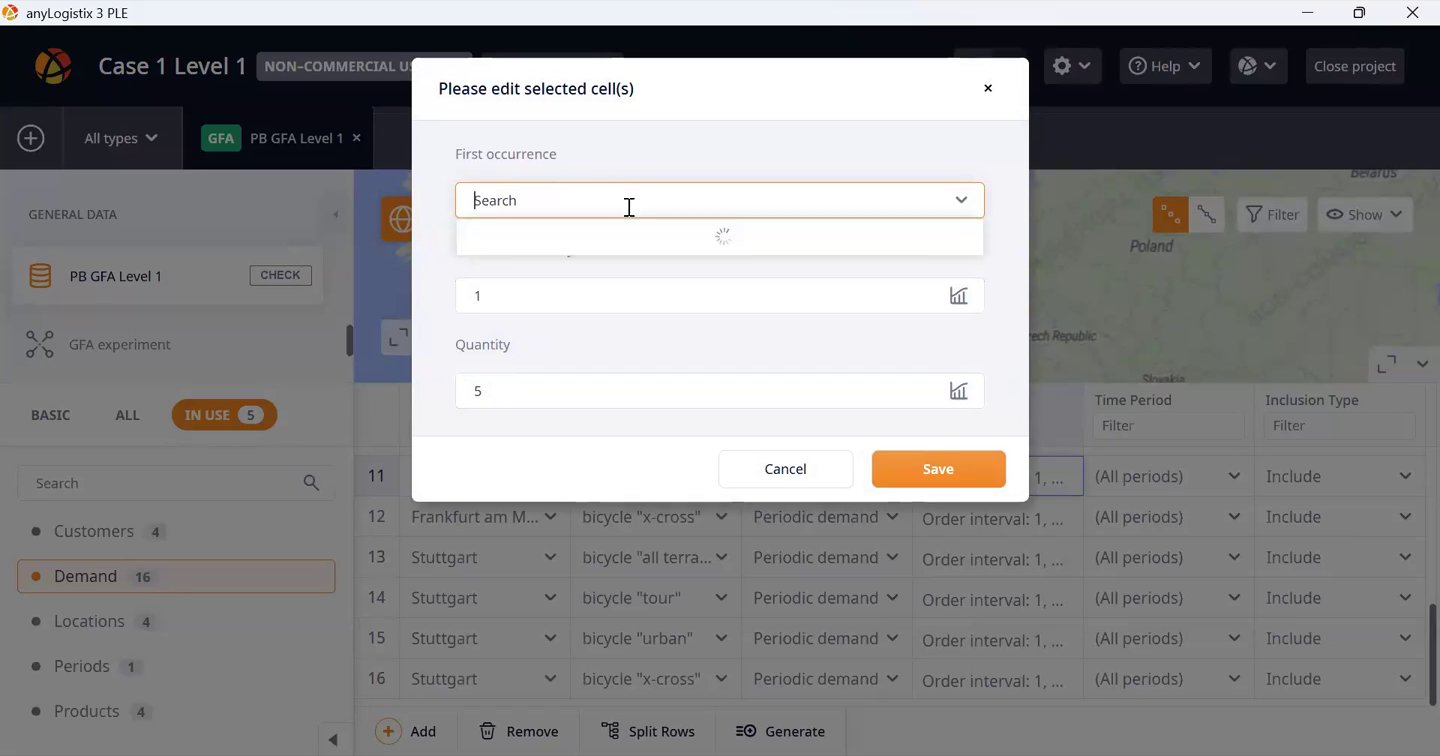 anyLogistix 3 PLE
Case 1 Level 1
NON-COMMERCIAL US
Help
Close project
All types
GFA
PB GFA Level 1
GENERAL DATA
PB GFA Level 1
CHECK
GFA experiment
BASIC
ALL
IN USE 5
Search
Customers 4
Demand 16
Locations 4
Periods 1
Products 4
Please edit selected cell(s)
First occurrence
Search
1
Quantity
5
Cancel
Save
Belarus
Filter
Show
Poland
ech Republic
Slovakia
Time Period
Inclusion Type
Filter
Filter
11 1, ... (All periods) Include
12 Frankfurt am M... bicycle "x-cross" Periodic demand Order interval: 1, ... (All periods) Include
13 Stuttgart bicycle "all terra... Periodic demand Order interval: 1, ... (All periods) Include
14 Stuttgart bicycle "tour" Periodic demand Order interval: 1, ... (All periods) Include
15 Stuttgart bicycle "urban" Periodic demand Order interval: 1, ... (All periods) Include
16 Stuttgart bicycle "x-cross" Periodic demand Order interval: 1, ... (All periods) Include
Add
Remove
Split Rows
Generate